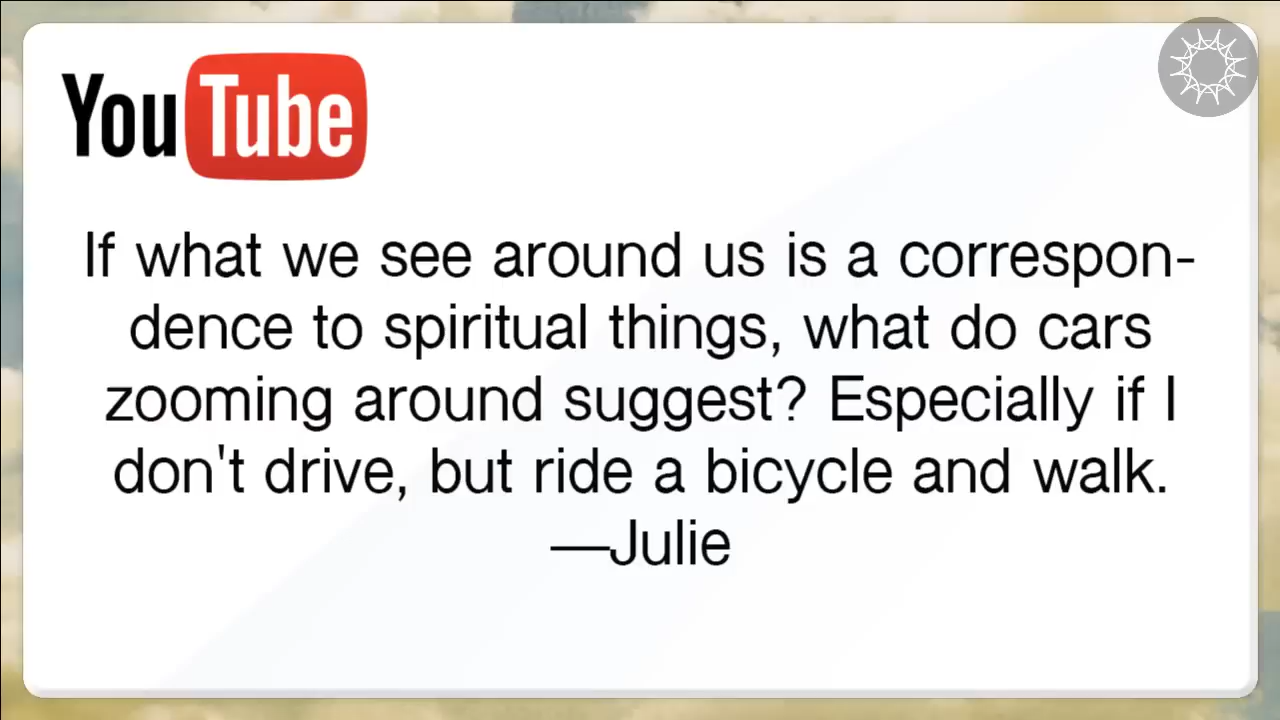 YouTube
If what we see around us is a correspon-
dence to spiritual things, what do cars
zooming around suggest? Especially if I
don't drive, but ride a bicycle and walk.
—Julie